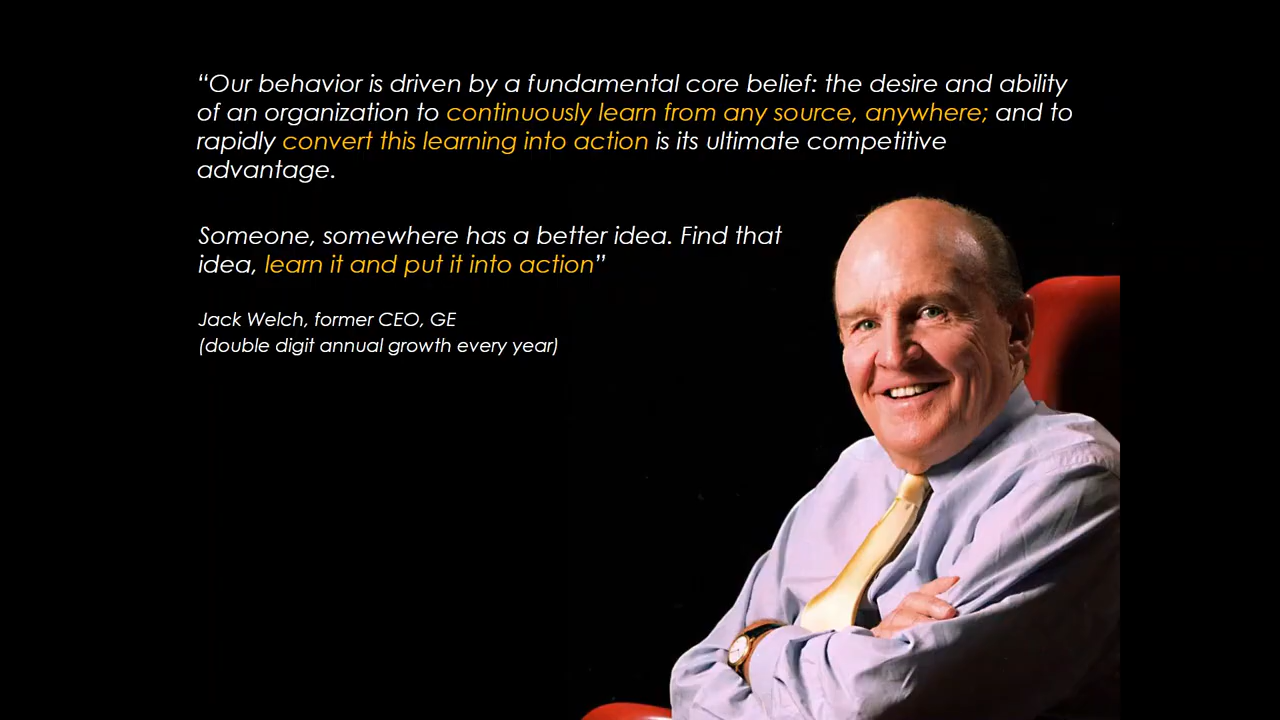 “Our behavior is driven by a fundamental core belief: the desire and ability
of an organization to continuously learn from any source, anywhere; and to
rapidly convert this learning into action is its ultimate competitive
advantage.
Someone, somewhere has a better idea. Find that
idea, learn it and put it into action”
Jack Welch, former CEO, GE
(double digit annual growth every year)